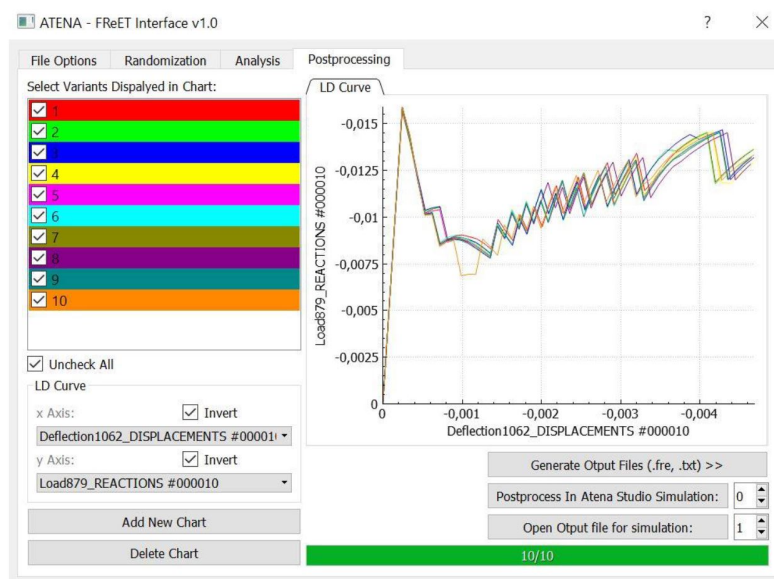 ATENA - FReET Interface v1.0
?
File Options
Randomization
Analysis
Postprocessing
Select Variants Dispalyed in Chart:
1
2
3
4
5
6
7
8
9
10
Uncheck All
LD Curve
x Axis:
Invert
Deflection1062_DISPLACEMENTS #00001
y Axis:
Invert
Load879_REACTIONS #000010
Add New Chart
Delete Chart
LD Curve
Load879_REACTIONS #000010
-0,015
-0,0125
-0,01
-0,0075
-0,005
-0,0025
0
0
-0,001
-0,002
-0,003
-0,004
Deflection1062_DISPLACEMENTS #000010
Generate Otput Files (.fre, .txt) >>
Postprocess In Atena Studio Simulation:
0
Open Otput file for simulation:
1
10/10